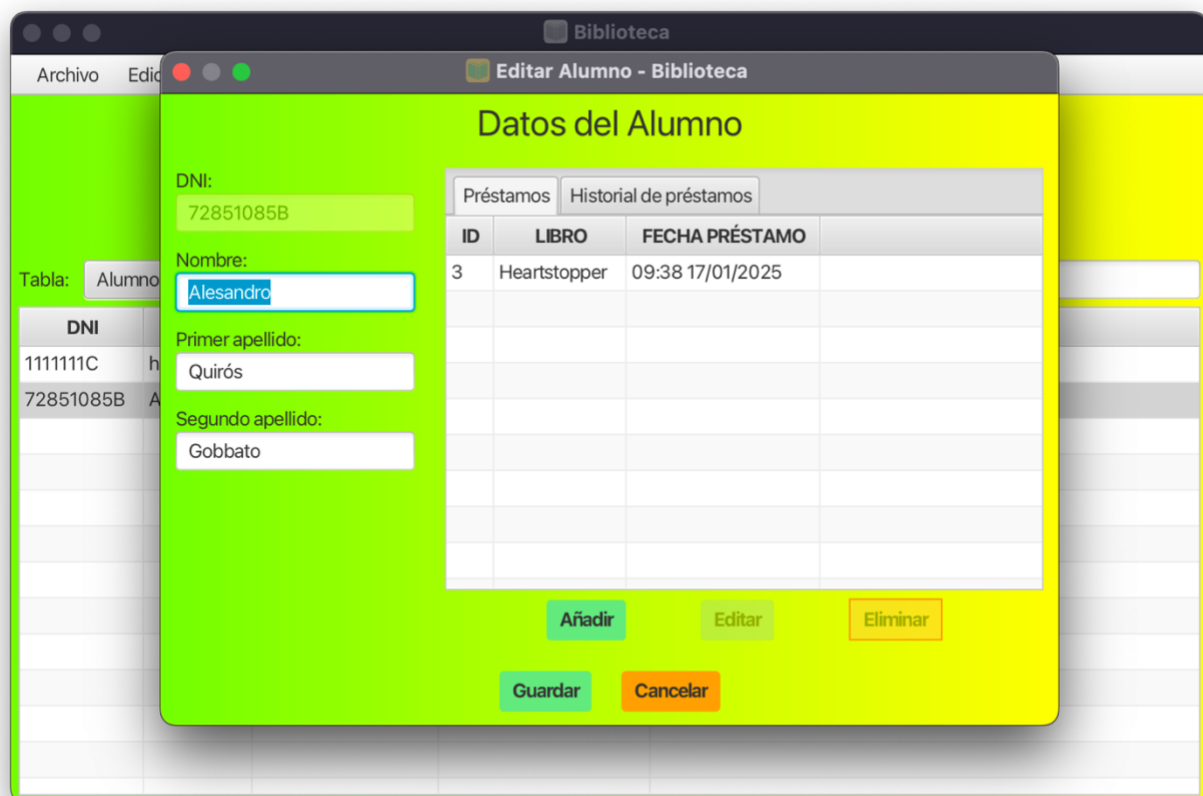 Biblioteca
Archivo
Editar Alumno - Biblioteca
Datos del Alumno
DNI:
72851085B
Nombre:
Alesandro
Primer apellido:
Quirós
Segundo apellido:
Gobbato
Préstamos Historial de préstamos
ID LIBRO FECHA PRÉSTAMO
3 Heartstopper 09:38 17/01/2025
Añadir Editar Eliminar
Guardar Cancelar
Tabla: Alumno
DNI
1111111C h
72851085B A